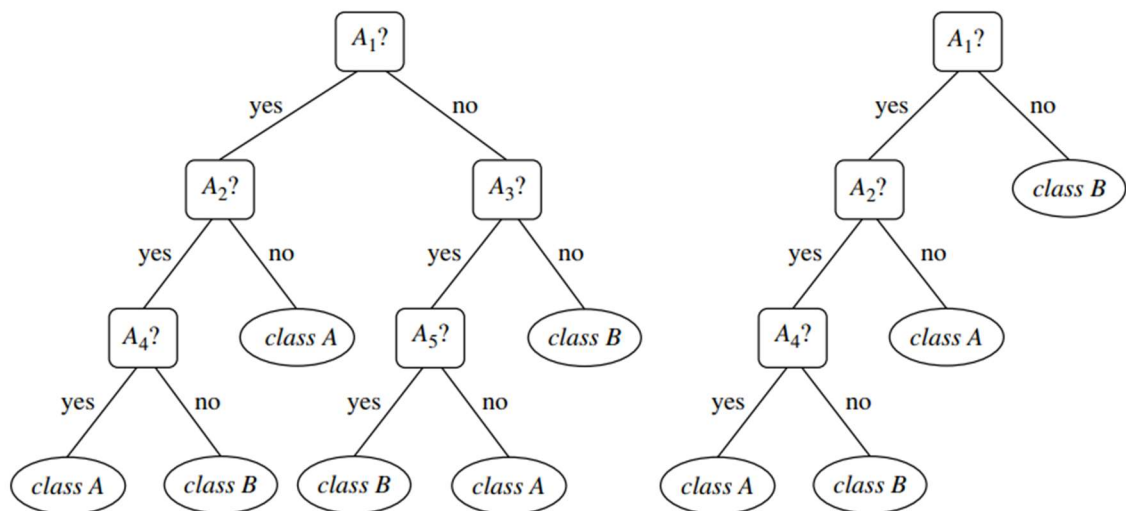 A₁? A₁?
yes no yes no
A₂? A₃? A₂? class B
yes no yes no yes no
A₄? class A A₅? class B A₄? class A
yes no yes no yes no
class A class B class B class A class A class B